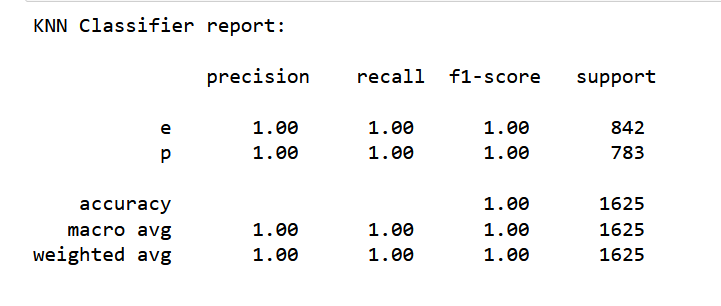 KNN Classifier report:
precision recall f1-score support
e 1.00 1.00 1.00 842
p 1.00 1.00 1.00 783
accuracy 1.00 1625
macro avg 1.00 1.00 1.00 1625
weighted avg 1.00 1.00 1.00 1625